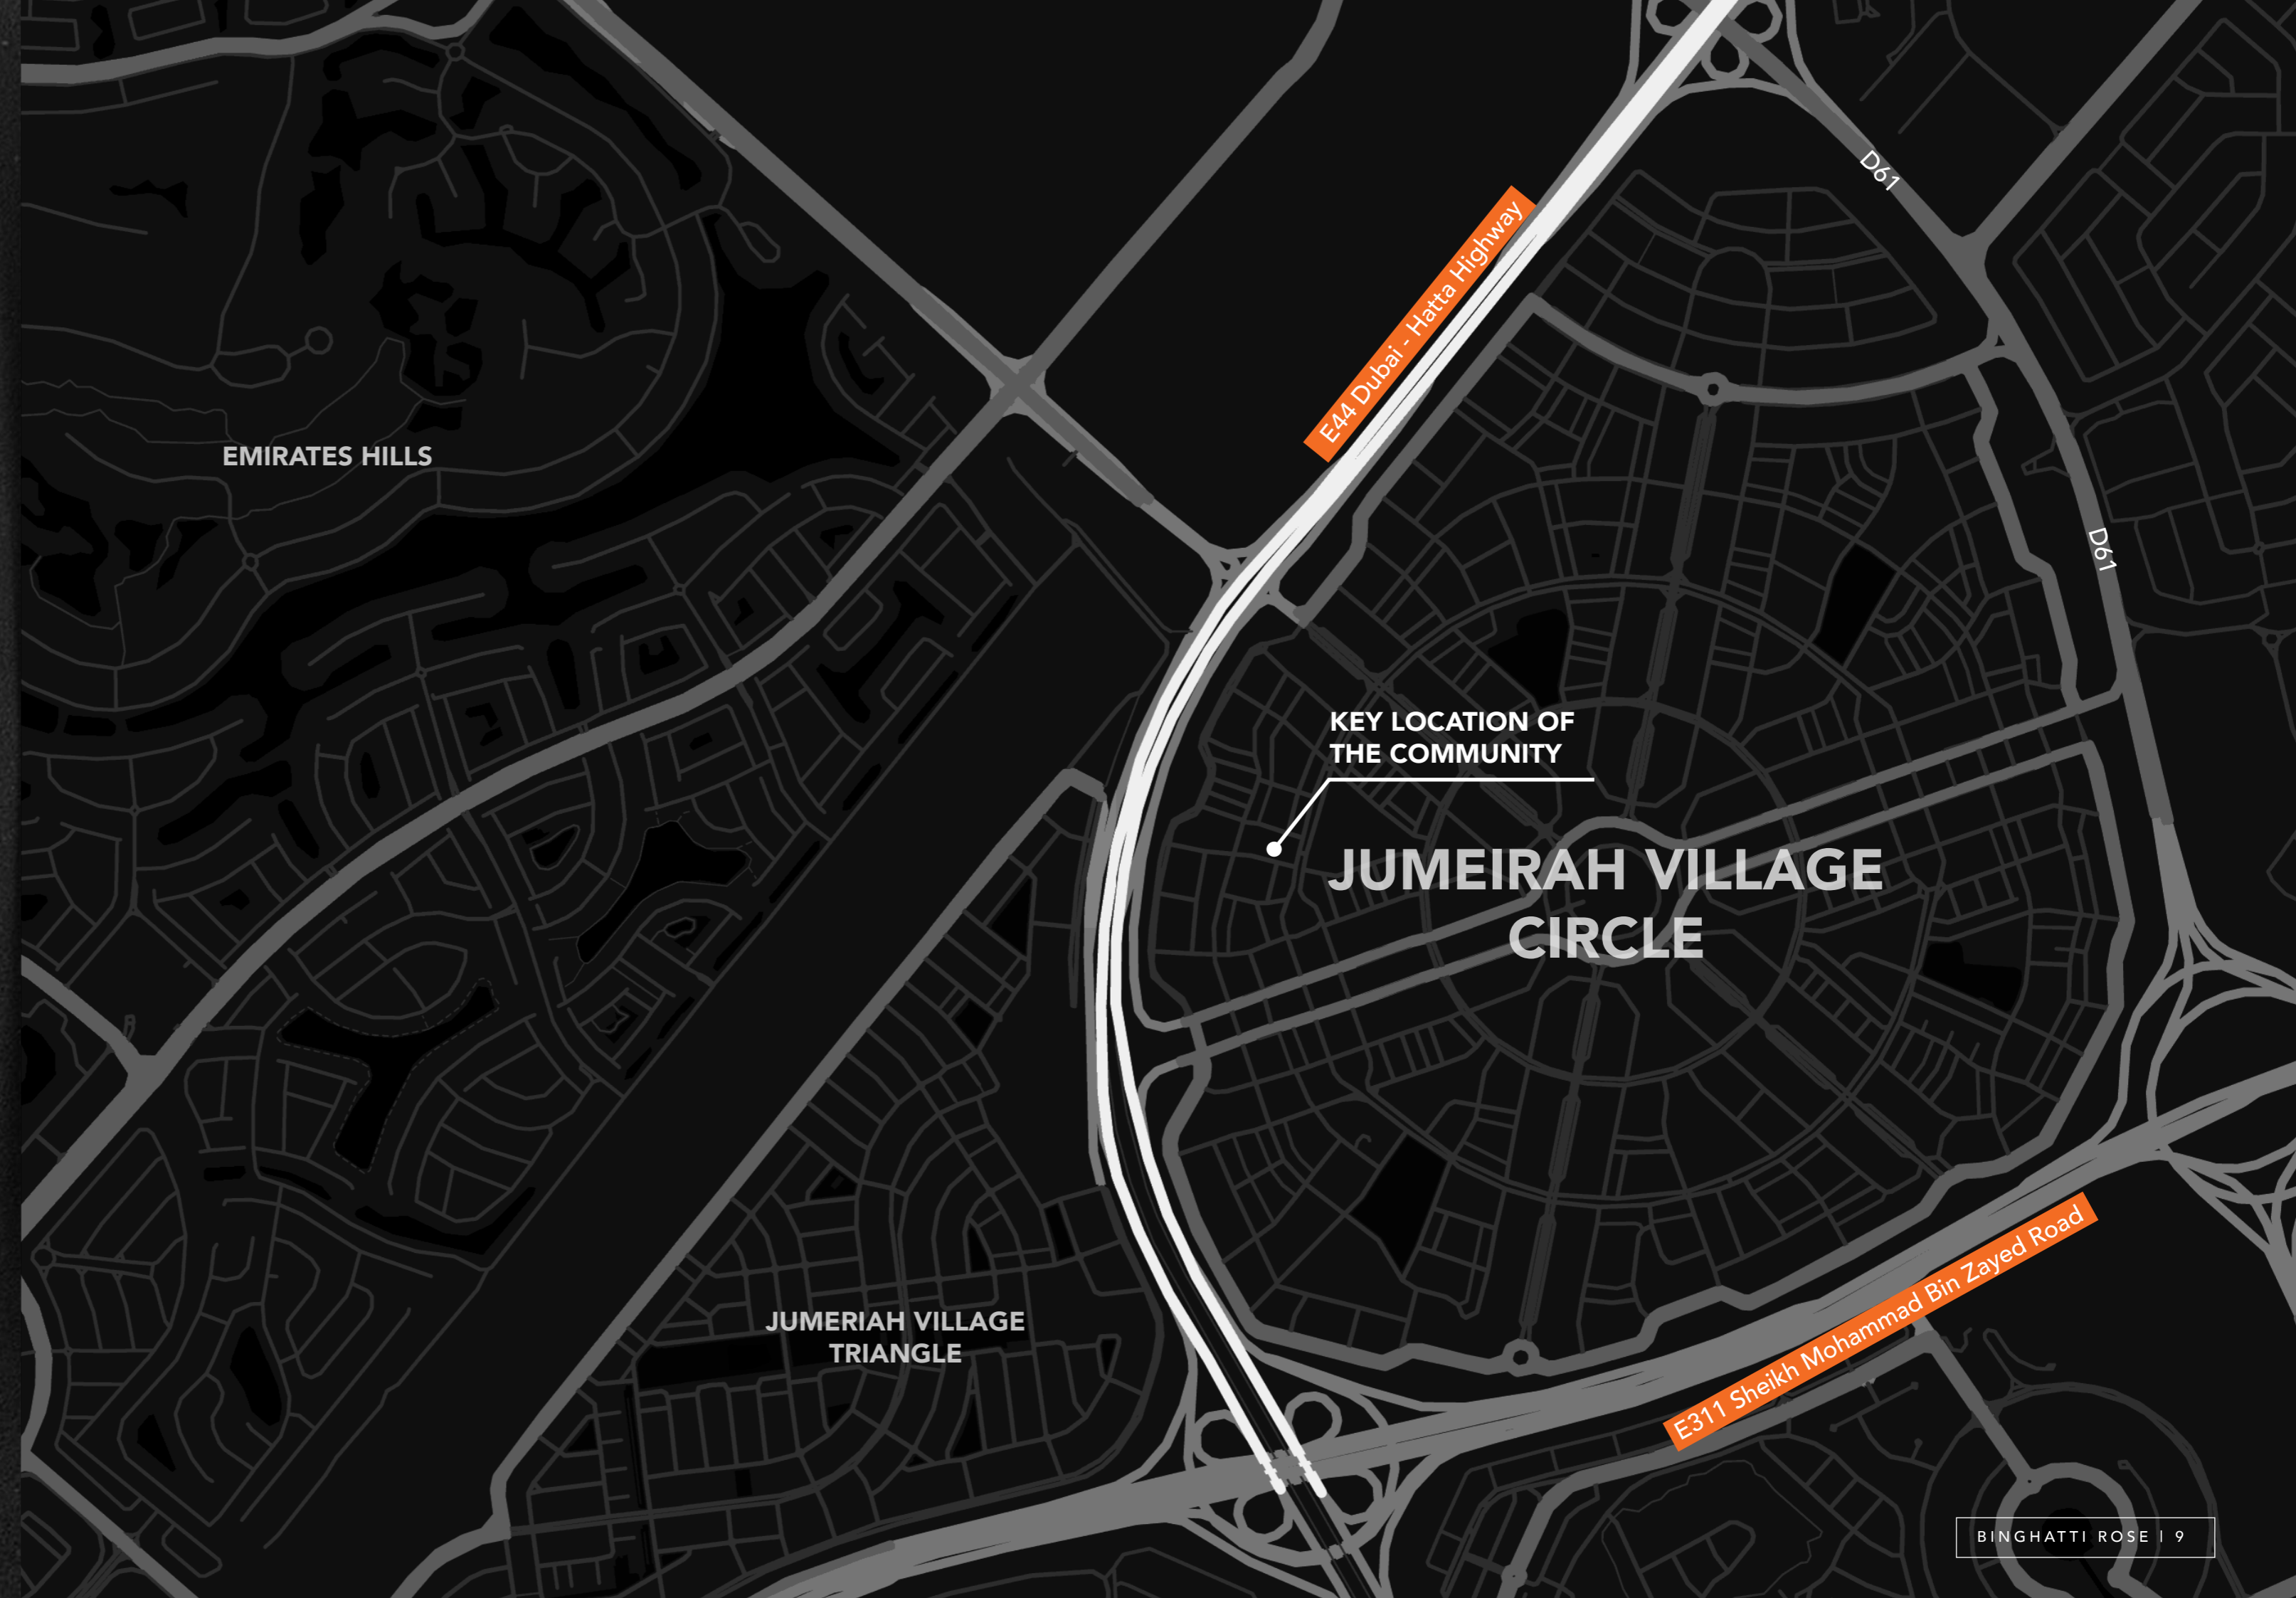 D61
E44 Dubai - Hatta Highway
EMIRATES HILLS
D61
KEY LOCATION OF
THE COMMUNITY
JUMEIRAH VILLAGE
CIRCLE
E311 Sheikh Mohammad Bin Zayed Road
JUMERIAH VILLAGE
TRIANGLE
BINGHATTI ROSE | 9